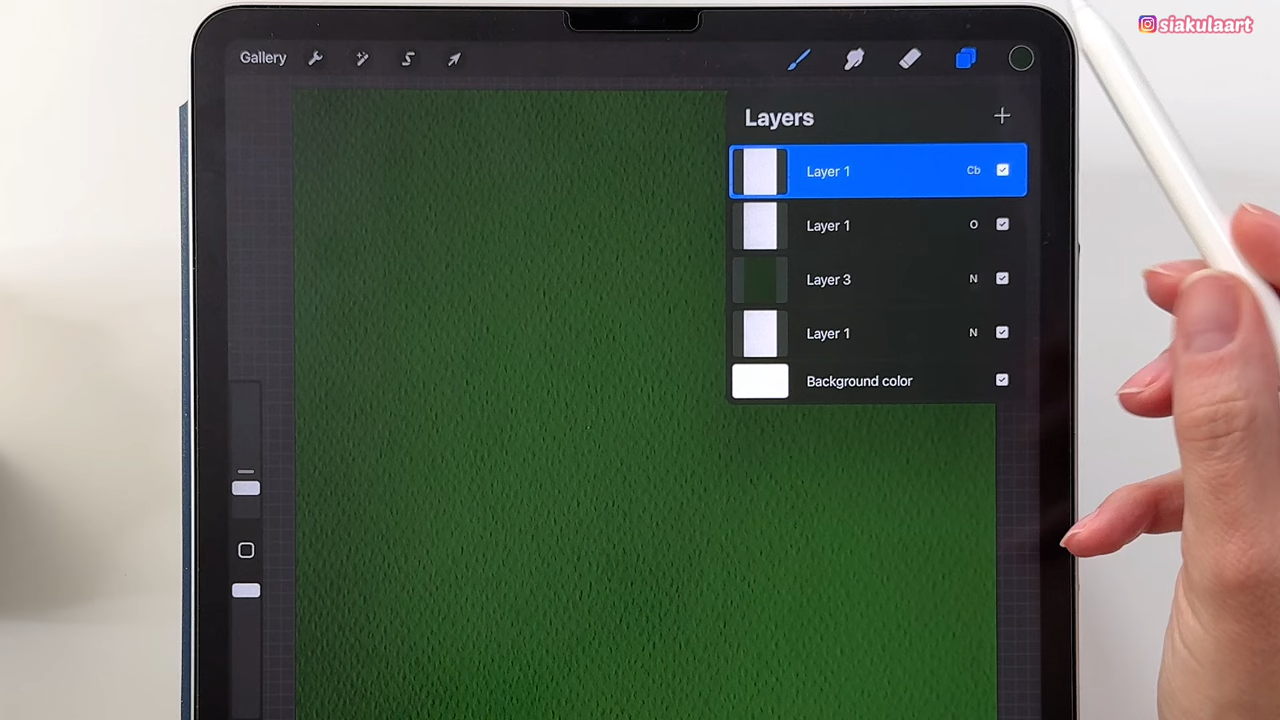 siakulaart
Gallery
Layers
Layer 1 Cb
Layer 1 O
Layer 3 N
Layer 1 N
Background color